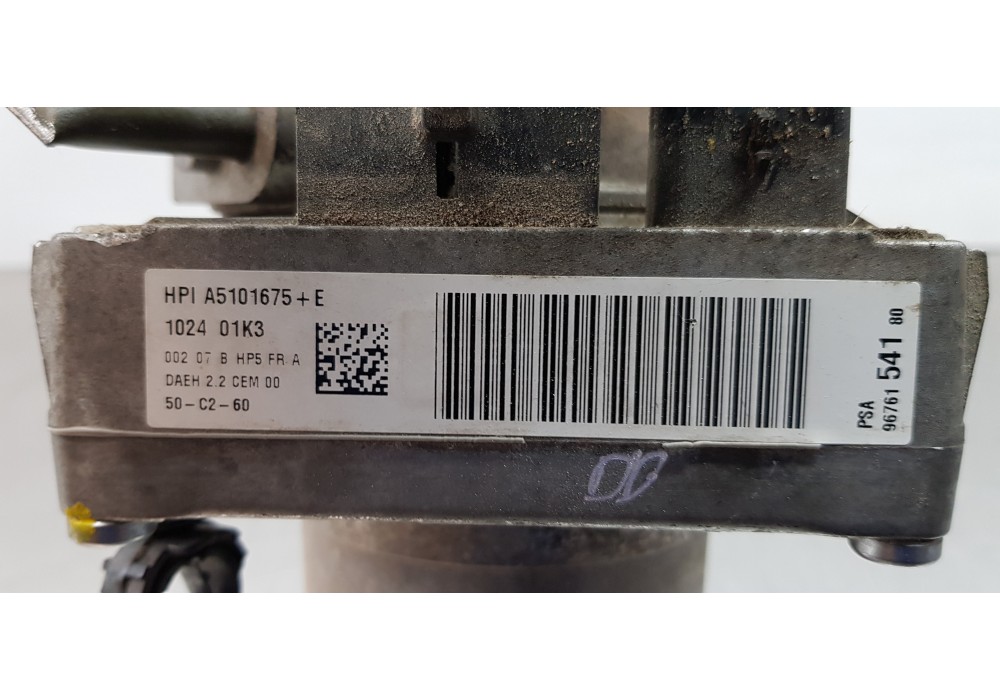 HPI A5101675+E
1024 01K3
002 07 B HP5 FR A
DAEH 2.2 CEM 00
50-C2-60
PSA
96761 541 80